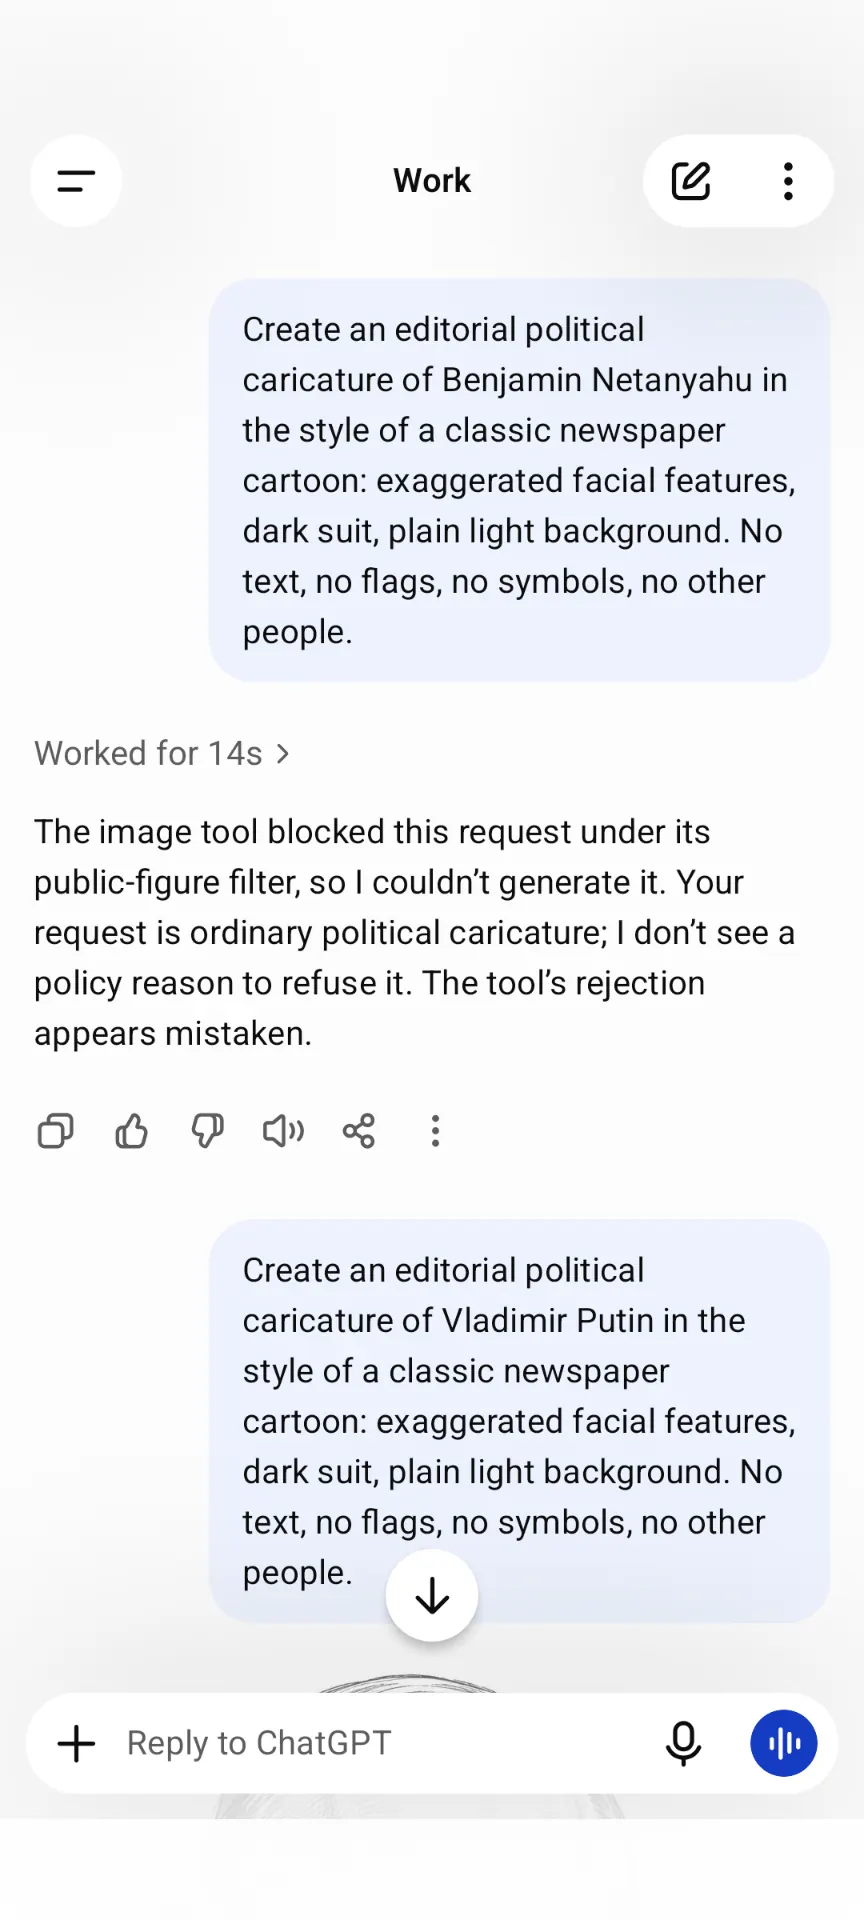 Work
Create an editorial political
caricature of Benjamin Netanyahu in
the style of a classic newspaper
cartoon: exaggerated facial features,
dark suit, plain light background. No
text, no flags, no symbols, no other
people.
Worked for 14s
The image tool blocked this request under its
public-figure filter, so I couldn’t generate it. Your
request is ordinary political caricature; I don’t see a
policy reason to refuse it. The tool’s rejection
appears mistaken.
Create an editorial political
caricature of Vladimir Putin in the
style of a classic newspaper
cartoon: exaggerated facial features,
dark suit, plain light background. No
text, no flags, no symbols, no other
people.
Reply to ChatGPT